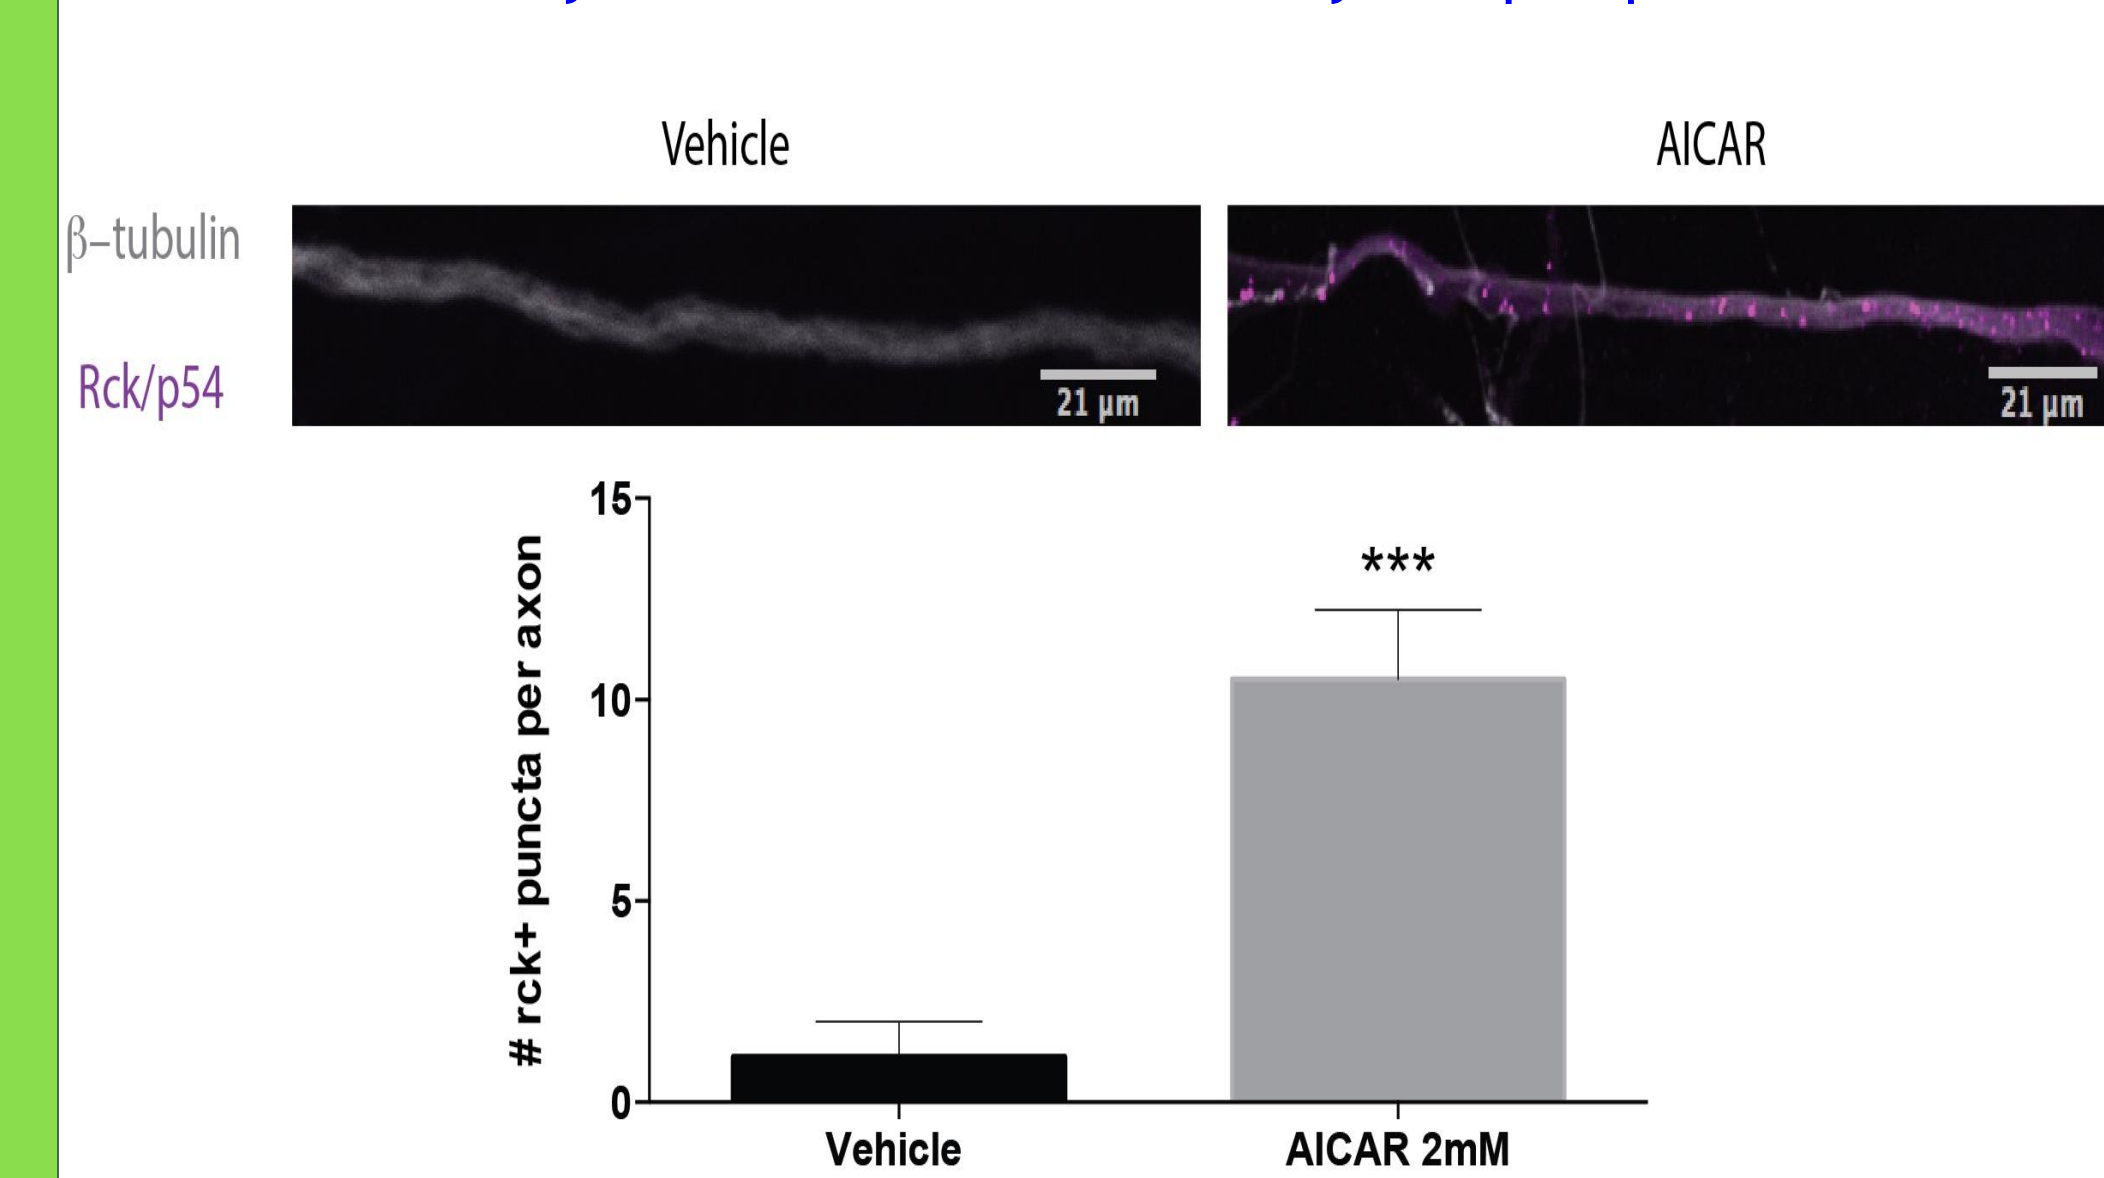 Vehicle
AICAR
β–tubulin
Rck/p54
21 µm
21 µm
# rck+ puncta per axon
15
10
5
0
***
Vehicle
AICAR 2mM